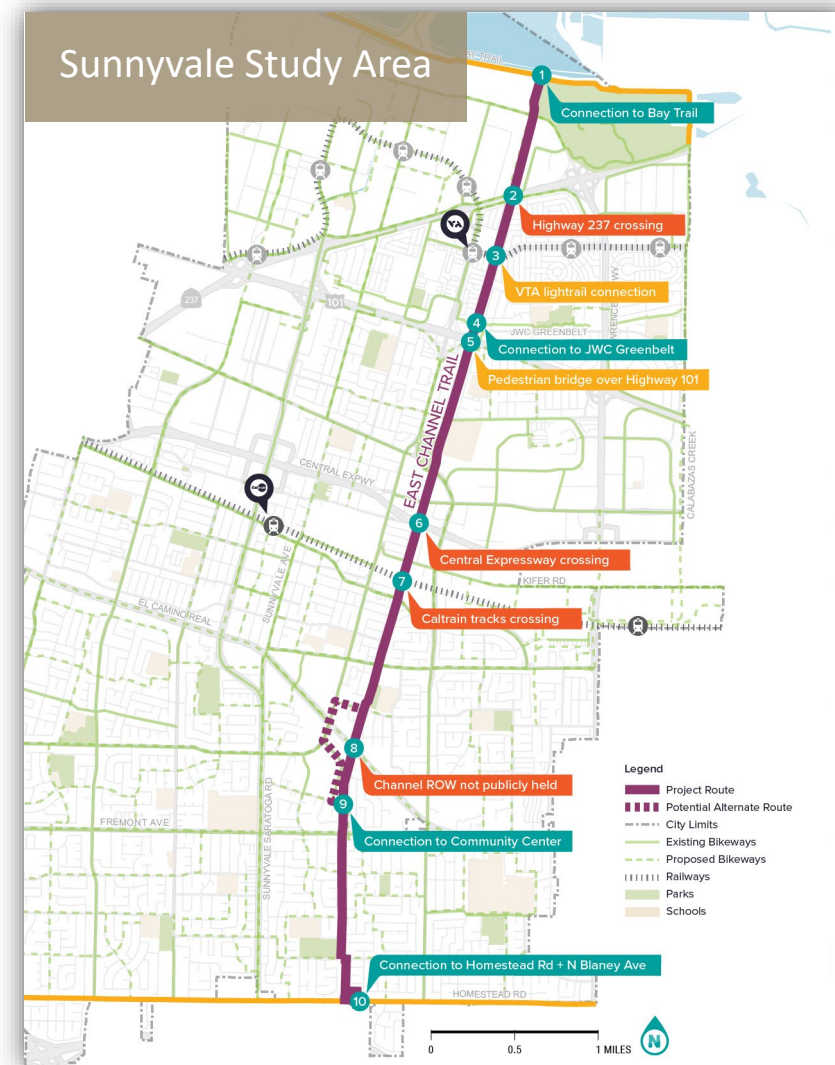 Sunnyvale Study Area
AY TRAIL
1
Connection to Bay Trail
2
Highway 237 crossing
3
VTA lightrail connection
237
101
4
JWC GREENBELT
Connection to JWC Greenbelt
5
Pedestrian bridge over Highway 101
EAST CHANNEL TRAIL
CENTRAL EXPWY
CALABAZAS CREEK
6
Central Expressway crossing
7
KIFER RD
Caltrain tracks crossing
SUNNYVALE AVE
EL CAMINO REAL
8
Channel ROW not publicly held
9
Connection to Community Center
FREMONT AVE
SUNNYVALE SARATOGA RD
Legend
Project Route
Potential Alternate Route
City Limits
Existing Bikeways
Proposed Bikeways
Railways
Parks
Schools
Connection to Homestead Rd + N Blaney Ave
10
HOMESTEAD RD
0 0.5 1 MILES
N